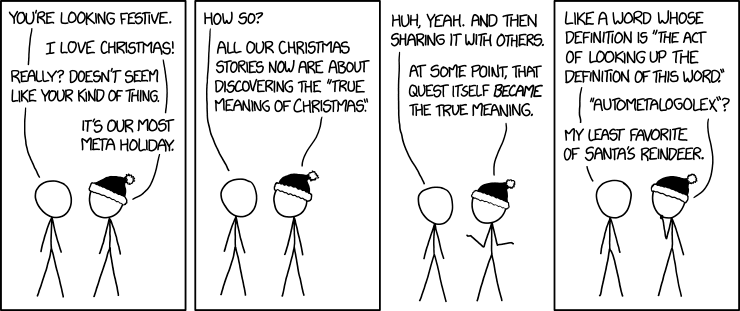 YOU'RE LOOKING FESTIVE.
I LOVE CHRISTMAS!
REALLY? DOESN'T SEEM
LIKE YOUR KIND OF THING.
IT'S OUR MOST
META HOLIDAY.
HOW SO?
ALL OUR CHRISTMAS
STORIES NOW ARE ABOUT
DISCOVERING THE "TRUE
MEANING OF CHRISTMAS."
HUH, YEAH. AND THEN
SHARING IT WITH OTHERS.
AT SOME POINT, THAT
QUEST ITSELF BECAME
THE TRUE MEANING.
LIKE A WORD WHOSE
DEFINITION IS "THE ACT
OF LOOKING UP THE
DEFINITION OF THIS WORD."
"AUTOMETALOGOLEX"?
MY LEAST FAVORITE
OF SANTA'S REINDEER.